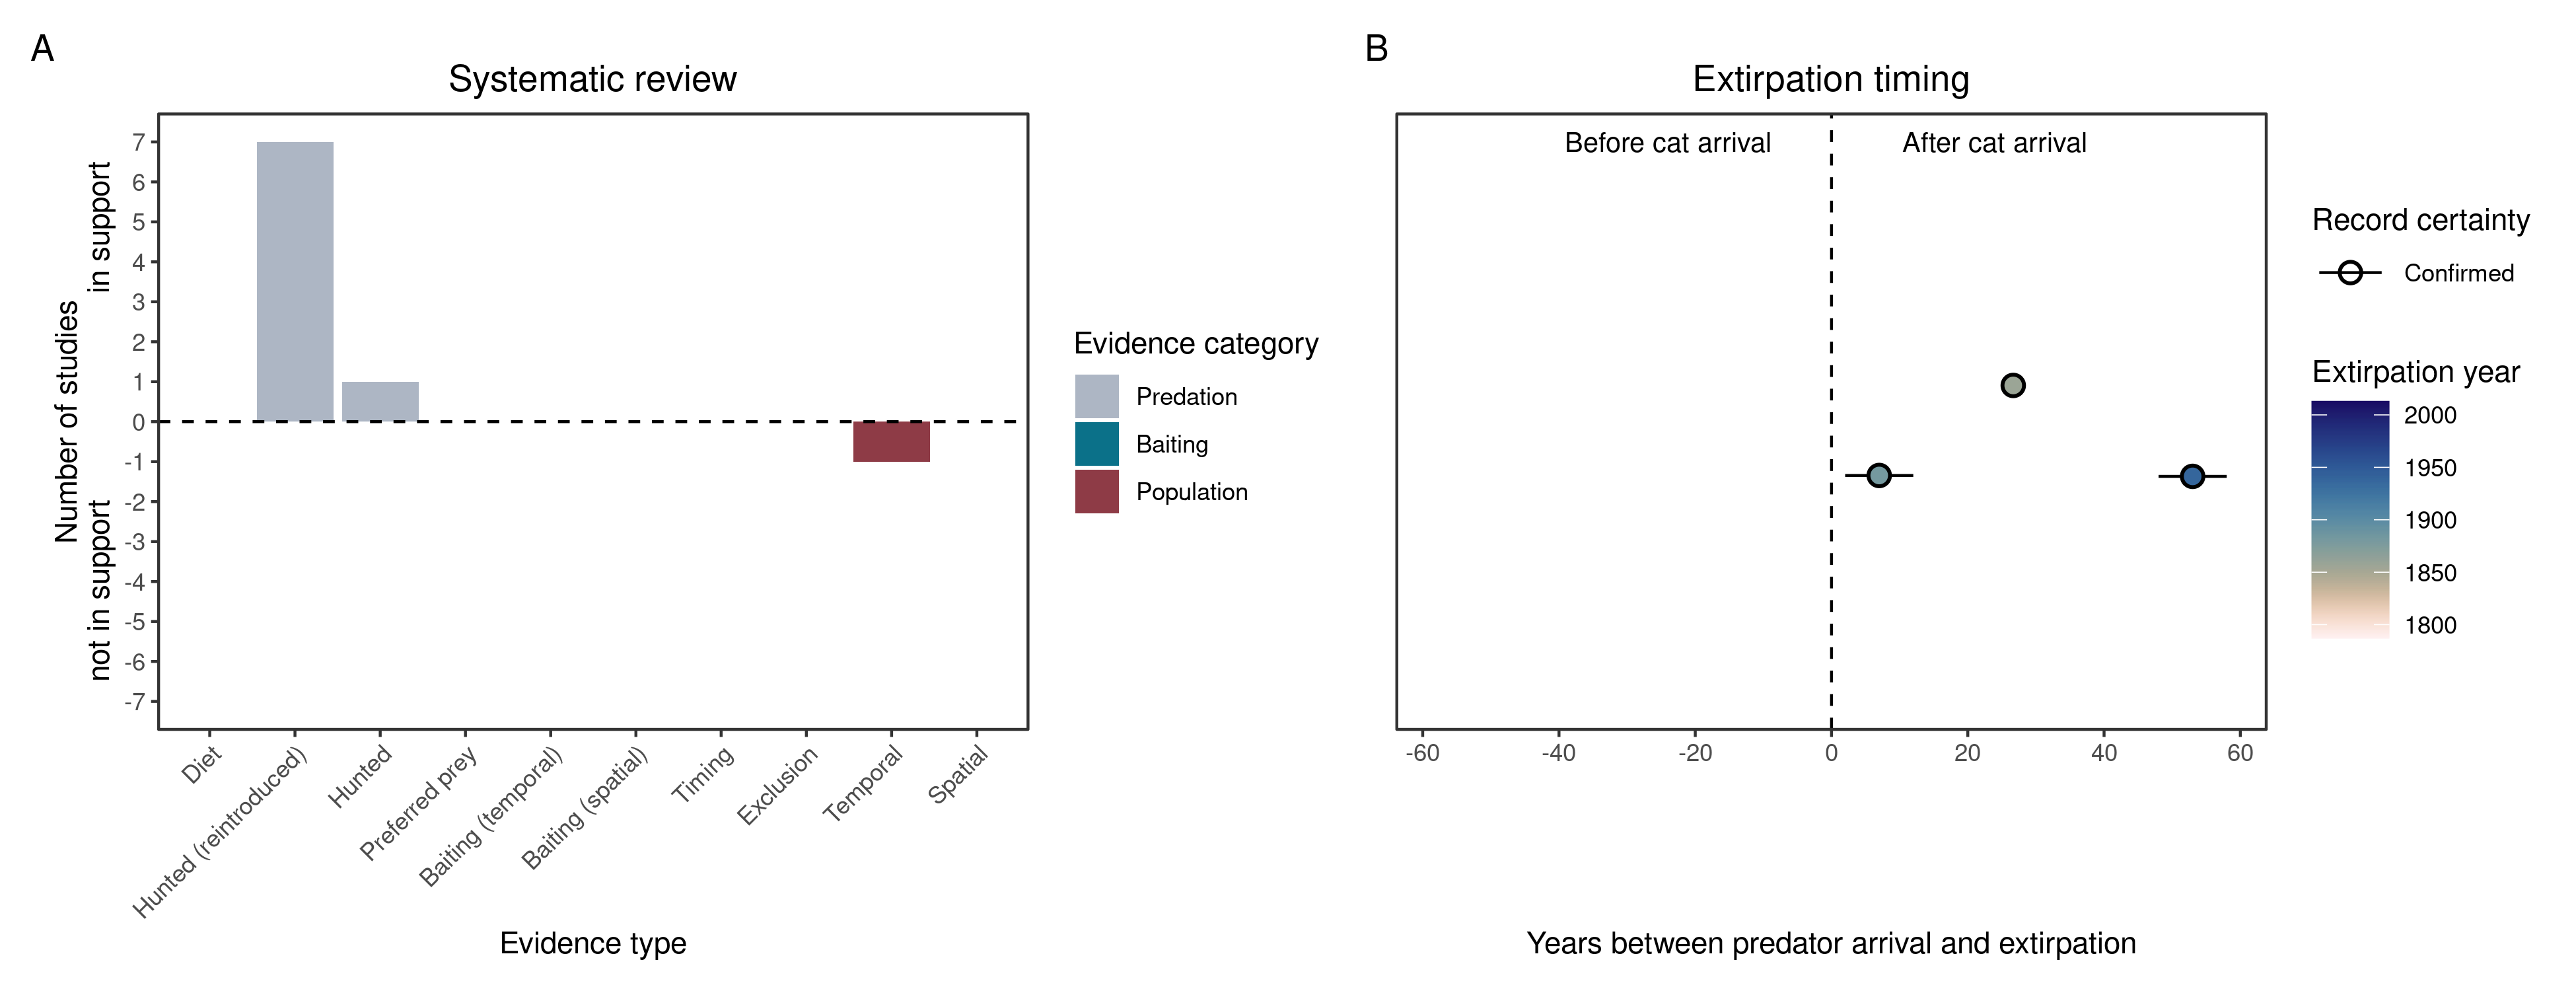 A
Systematic review
Number of studies
in support
not in support
7
6
5
4
3
2
1
0
-1
-2
-3
-4
-5
-6
-7
Diet
Hunted (reintroduced)
Hunted
Preferred prey
Baiting (temporal)
Baiting (spatial)
Timing
Exclusion
Temporal
Spatial
Evidence type
Evidence category
Predation
Baiting
Population
B
Extirpation timing
Before cat arrival
After cat arrival
-60
-40
-20
0
20
40
60
Years between predator arrival and extirpation
Record certainty
Confirmed
Extirpation year
2000
1950
1900
1850
1800